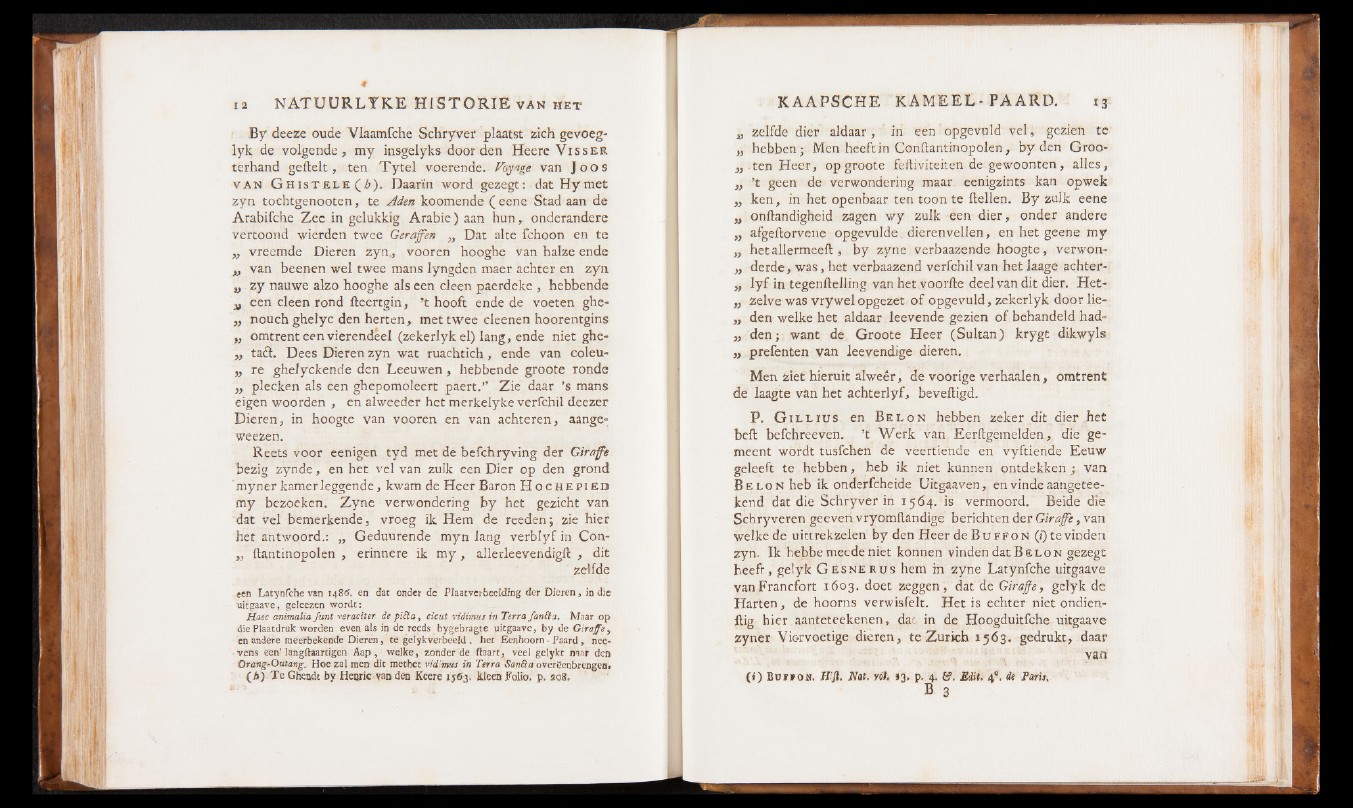 12 NATUURLYKE HISTORIE VAN HET
By deeze oude Vlaamſche Schryver plaatst zich gevoeg-
lyk de volgende, my insgelyks door den Heere VISSER
terhand geſtelt, ten Tytel voerende. Voyage van JOOS
VAN GHISTELE (h). Daarin word gezegt: dat Hy met
zyn tochtgenooten, te Aden koomende (eene Stad aan de
Arabiſche Zee in gelukkig Arabie) aan hun, onderandere
vertoond wierden twee Geraffen „ Dat alte ſchoon en te
„ vreemde Dieren zyn, vooren hooghe van halze ende
„ van beenen wel twee mans lyngden maer achter en zyn
„ zy nauwe alzo hooghe als een cleen paerdeke, hebbende
„ een cleen rond ſteertgin, 't hooft ende de voeten ghe-
„ nouch ghelyc den herten, met twee cleenen hoorentgins
„ omtrent een vierendeel (zekerlyk el) lang, ende niet ghe-
„ tact. Dees Dieren zyn wat ruachtich, ende van coleu-
„ re ghelyckende den Leeuwen, hebbende groote ronde
„ plecken als een ghepomoleert paert.” Zie daar 's mans
eigen woorden, en alweeder het merkelyke verſchil deezer
Dieren, in hoogte van vooren en van achteren, aange-
weezen.
Reets voor eenigen tyd met de beſchryving der Giraffe
bezig zynde, en het vel van zulk een Dier op den grond
myner kamer leggende, kwam de Heer Baron HOCHEPIED
my bezoeken. Zyne verwondering by het gezicht van
dat vel bemerkende, vroeg ik Hem de reeden; zie hier
het antwoord.: „ Geduurende myn lang verblyf in Con-
„ ſtantinopolen, erinnere ik my, allerleevendigſt, dit
zelfde
een Latynſche van 1486. en dat onder de Plaatverbeelding der Dieren, in die
uitgaave, geleezen wordt:
Haec animalia ſunt veraciter de picta, ſicut vidimus in Terra ſancta. Maar op
die Plaatdruk worden even als in de reeds bygebragte uitgaave, by de Giraffe,
en andere meerbekende Dieren, te gelyk verbeeld, het Eenhoorn-Paard, nee-
vens een langſtaartigen Aap, welke, zonder de ſtaart, veel gelykt naar den
Orang-Outang. Hoe zal men dit met het vidimus in Terra Sancta overëenbrengen.
(h) Te Ghendt by Henric van den Keere 1563. kleen Folio. p. 208.
KAAPSCHE KAMEEL-PAARD. 13
„ zelfde dier aldaar, in een opgevuld vel, gezien te
„ hebben; Men heeft in Conſtantinopolen, by den Groo-
„ ten Heer, op groote feſtiviteiten de gewoonten, alles,
„ 't geen de verwondering maar eenigzints kan opwek
„ ken, in het openbaar ten toon te ſtellen. By zulk eene
„ onſtandigheid zagen wy zulk een dier, onder andere
„ afgeſtorvene opgevulde dierenvellen, en het geene my
„ het allermeeſt, by zyne verbaazende hoogte, verwon-
„ derde, was, het verbaazend verſchil van het laage achter-
„ lyf in tegenſtelling van het voorſte deel van dit dier. Het-
„ zelve was vry wel opgezet of opgevuld, zekerlyk door lie-
„ den welke het aldaar leevende gezien of behandeld had-
„ den; want de Groote Heer (Sultan) krygt dikwyls
„ preſenten van leevendige dieren.
Men ziet hieruit alweér, de voorige verhaalen, omtrent
de laagte van het achterlyf, beveſtigd.
P. GILLIUS en BELON hebben zeker dit dier het
beſt beſchreeven. 't Werk van Eerſtgemelden, die ge-
meent wordt tusſchen de veertiende en vyftiende Eeuw
geleeft te hebben, heb ik niet kunnen ontdekken; van
BELON heb ik onderſcheide Uitgaaven, en vinde aangetee-
kend dat die Schryver in 1564. is vermoord. Beide die
Schryveren geeven vry omſtandige berichten der Giraffe, van
welke de uittrekzelen by den Heer de BUFFON (i) te vinden
zyn. Ik hebbe meede niet konnen vinden dat BELON gezegt
heeft, gelyk GESNERUS hem in zyne Latynſche uitgaave
van Francfort 1603. doet zeggen, dat de Giraffe, gelyk de
Harten, de hoorns verwisſelt. Het is echter niet ondien-
ſtig hier aanteteekenen, dat in de Hoogduitſche uitgaave
zyner Viervoetige dieren, te Zurich 1563. gedrukt, daar
van
(i) BUFFON. Hiſt. Nat. vol. 13. p. 4. &. Edit. 4°. de Paris.
B 3